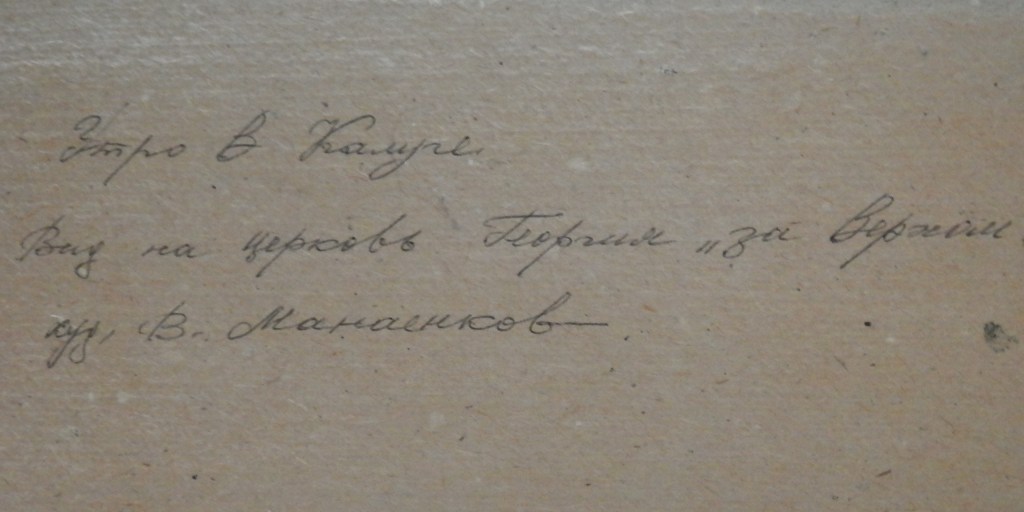 Утро в Калуге.
Вид на церковь Георгия „за Верхом
худ. В. Манаенков